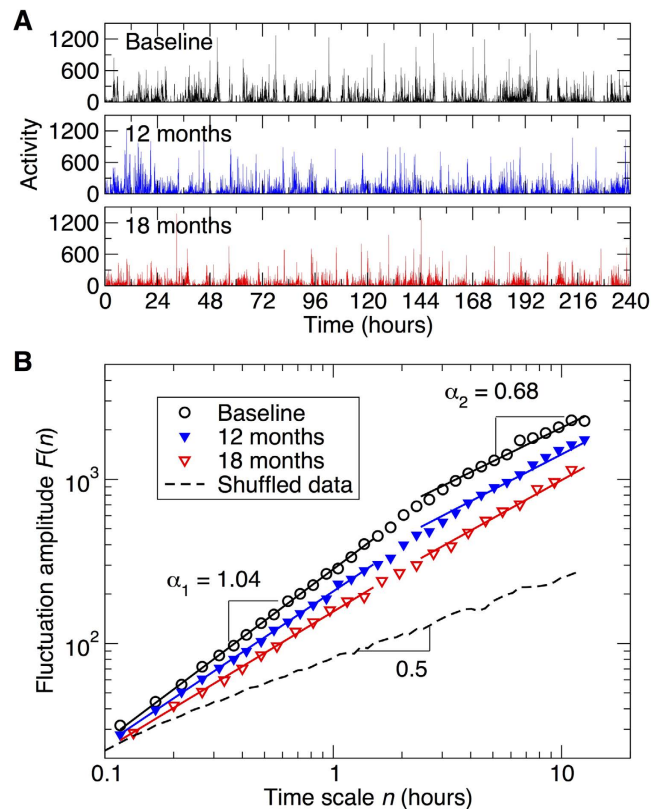 A
Activity
1200
600
0
Baseline
1200
600
0
12 months
1200
600
0
18 months
0 24 48 72 96 120 144 168 192 216 240
Time (hours)
B
Fluctuation amplitude F(n)
10³
10²
Baseline
12 months
18 months
Shuffled data
α₂ = 0.68
α₁ = 1.04
0.5
0.1 1 10
Time scale n (hours)